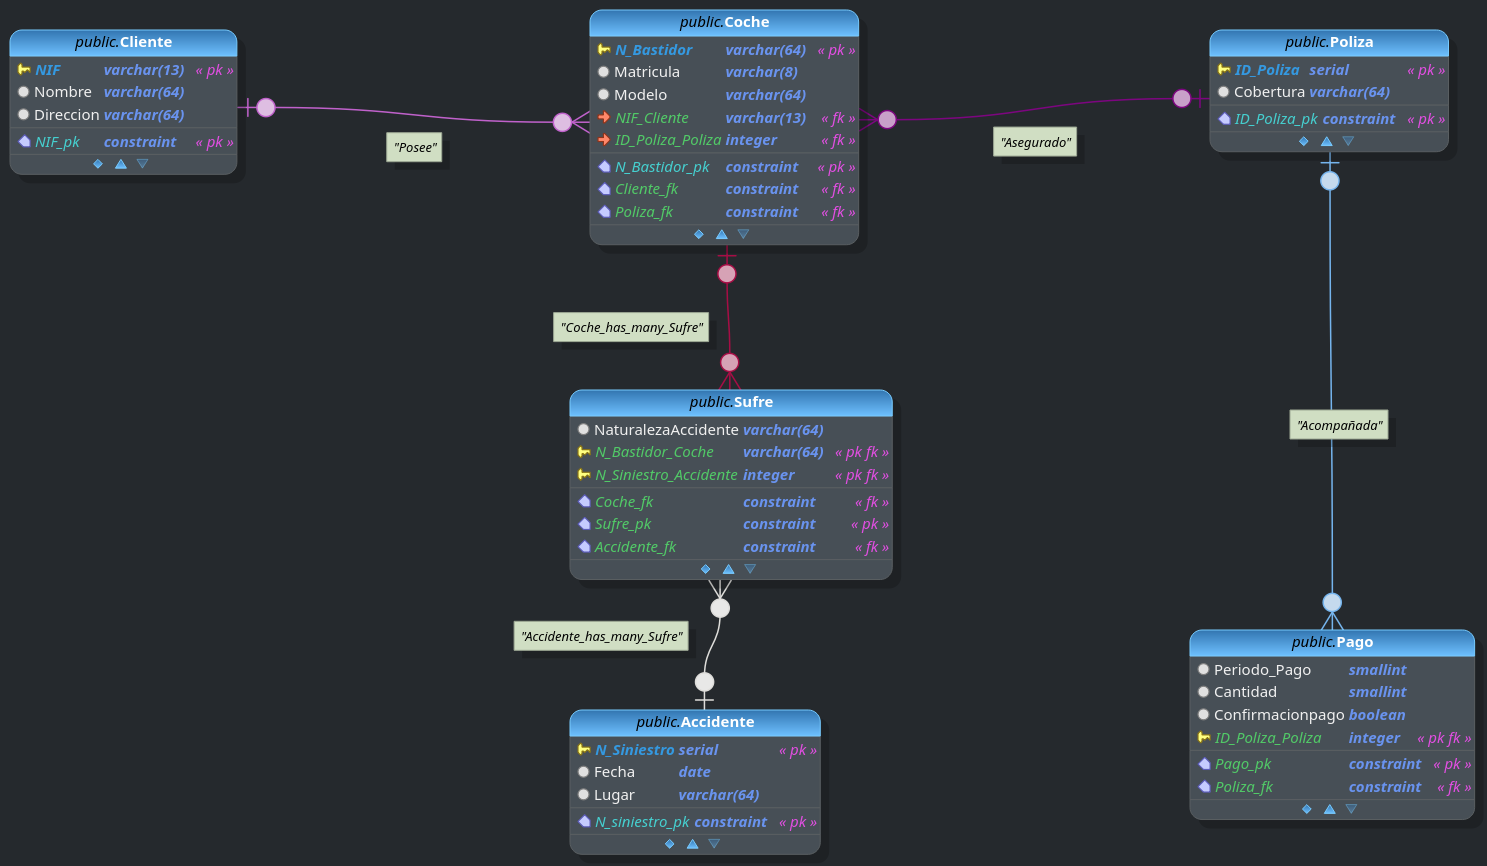 public.Cliente
NIF varchar(13) « pk »
Nombre varchar(64)
Direccion varchar(64)
NIF_pk constraint « pk »
"Posee"
public.Coche
N_Bastidor varchar(64) « pk »
Matricula varchar(8)
Modelo varchar(64)
NIF_Cliente varchar(13) « fk »
ID_Poliza_Poliza integer « fk »
N_Bastidor_pk constraint « pk »
Cliente_fk constraint « fk »
Poliza_fk constraint « fk »
"Asegurado"
public.Poliza
ID_Poliza serial « pk »
Cobertura varchar(64)
ID_Poliza_pk constraint « pk »
"Coche_has_many_Sufre"
public.Sufre
NaturalezaAccidente varchar(64)
N_Bastidor_Coche varchar(64) « pk fk »
N_Siniestro_Accidente integer « pk fk »
Coche_fk constraint « fk »
Sufre_pk constraint « pk »
Accidente_fk constraint « fk »
"Acompañada"
"Accidente_has_many_Sufre"
public.Accidente
N_Siniestro serial « pk »
Fecha date
Lugar varchar(64)
N_siniestro_pk constraint « pk »
public.Pago
Periodo_Pago smallint
Cantidad smallint
Confirmacionpago boolean
ID_Poliza_Poliza integer « pk fk »
Pago_pk constraint « pk »
Poliza_fk constraint « fk »